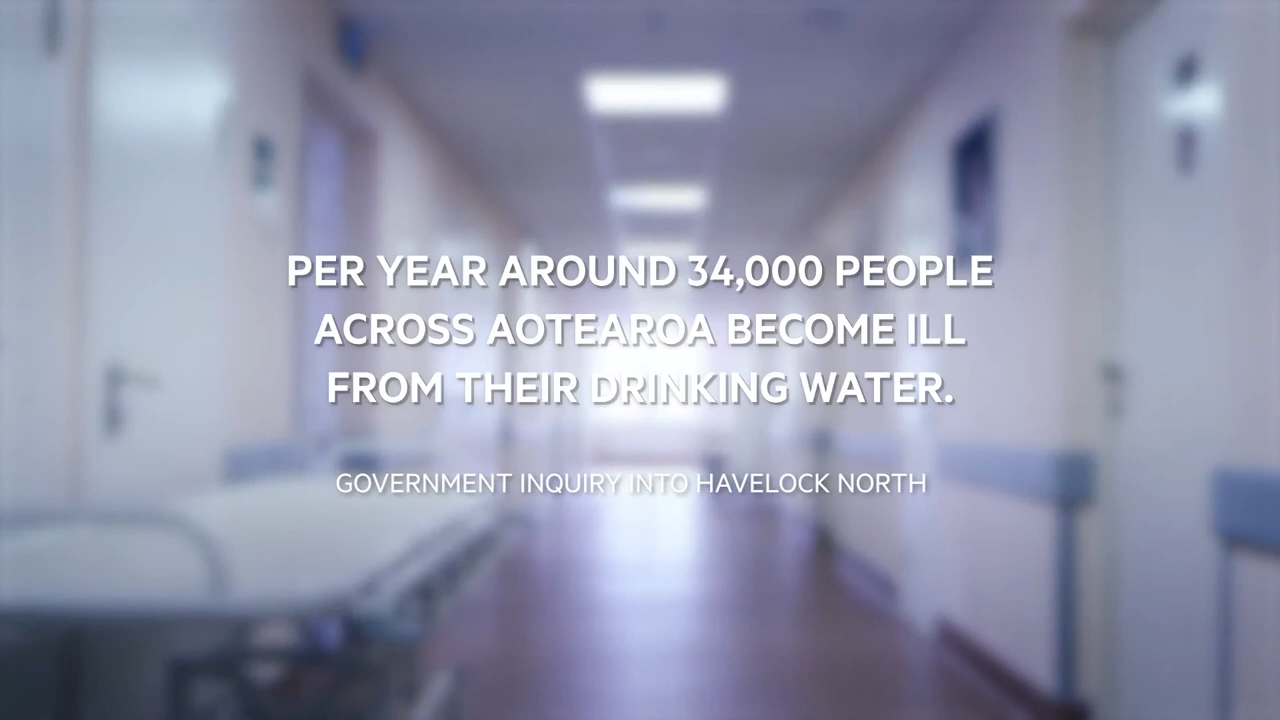 PER YEAR AROUND 34,000 PEOPLE
ACROSS AOTEAROA BECOME ILL
FROM THEIR DRINKING WATER.
GOVERNMENT INQUIRY INTO HAVELOCK NORTH